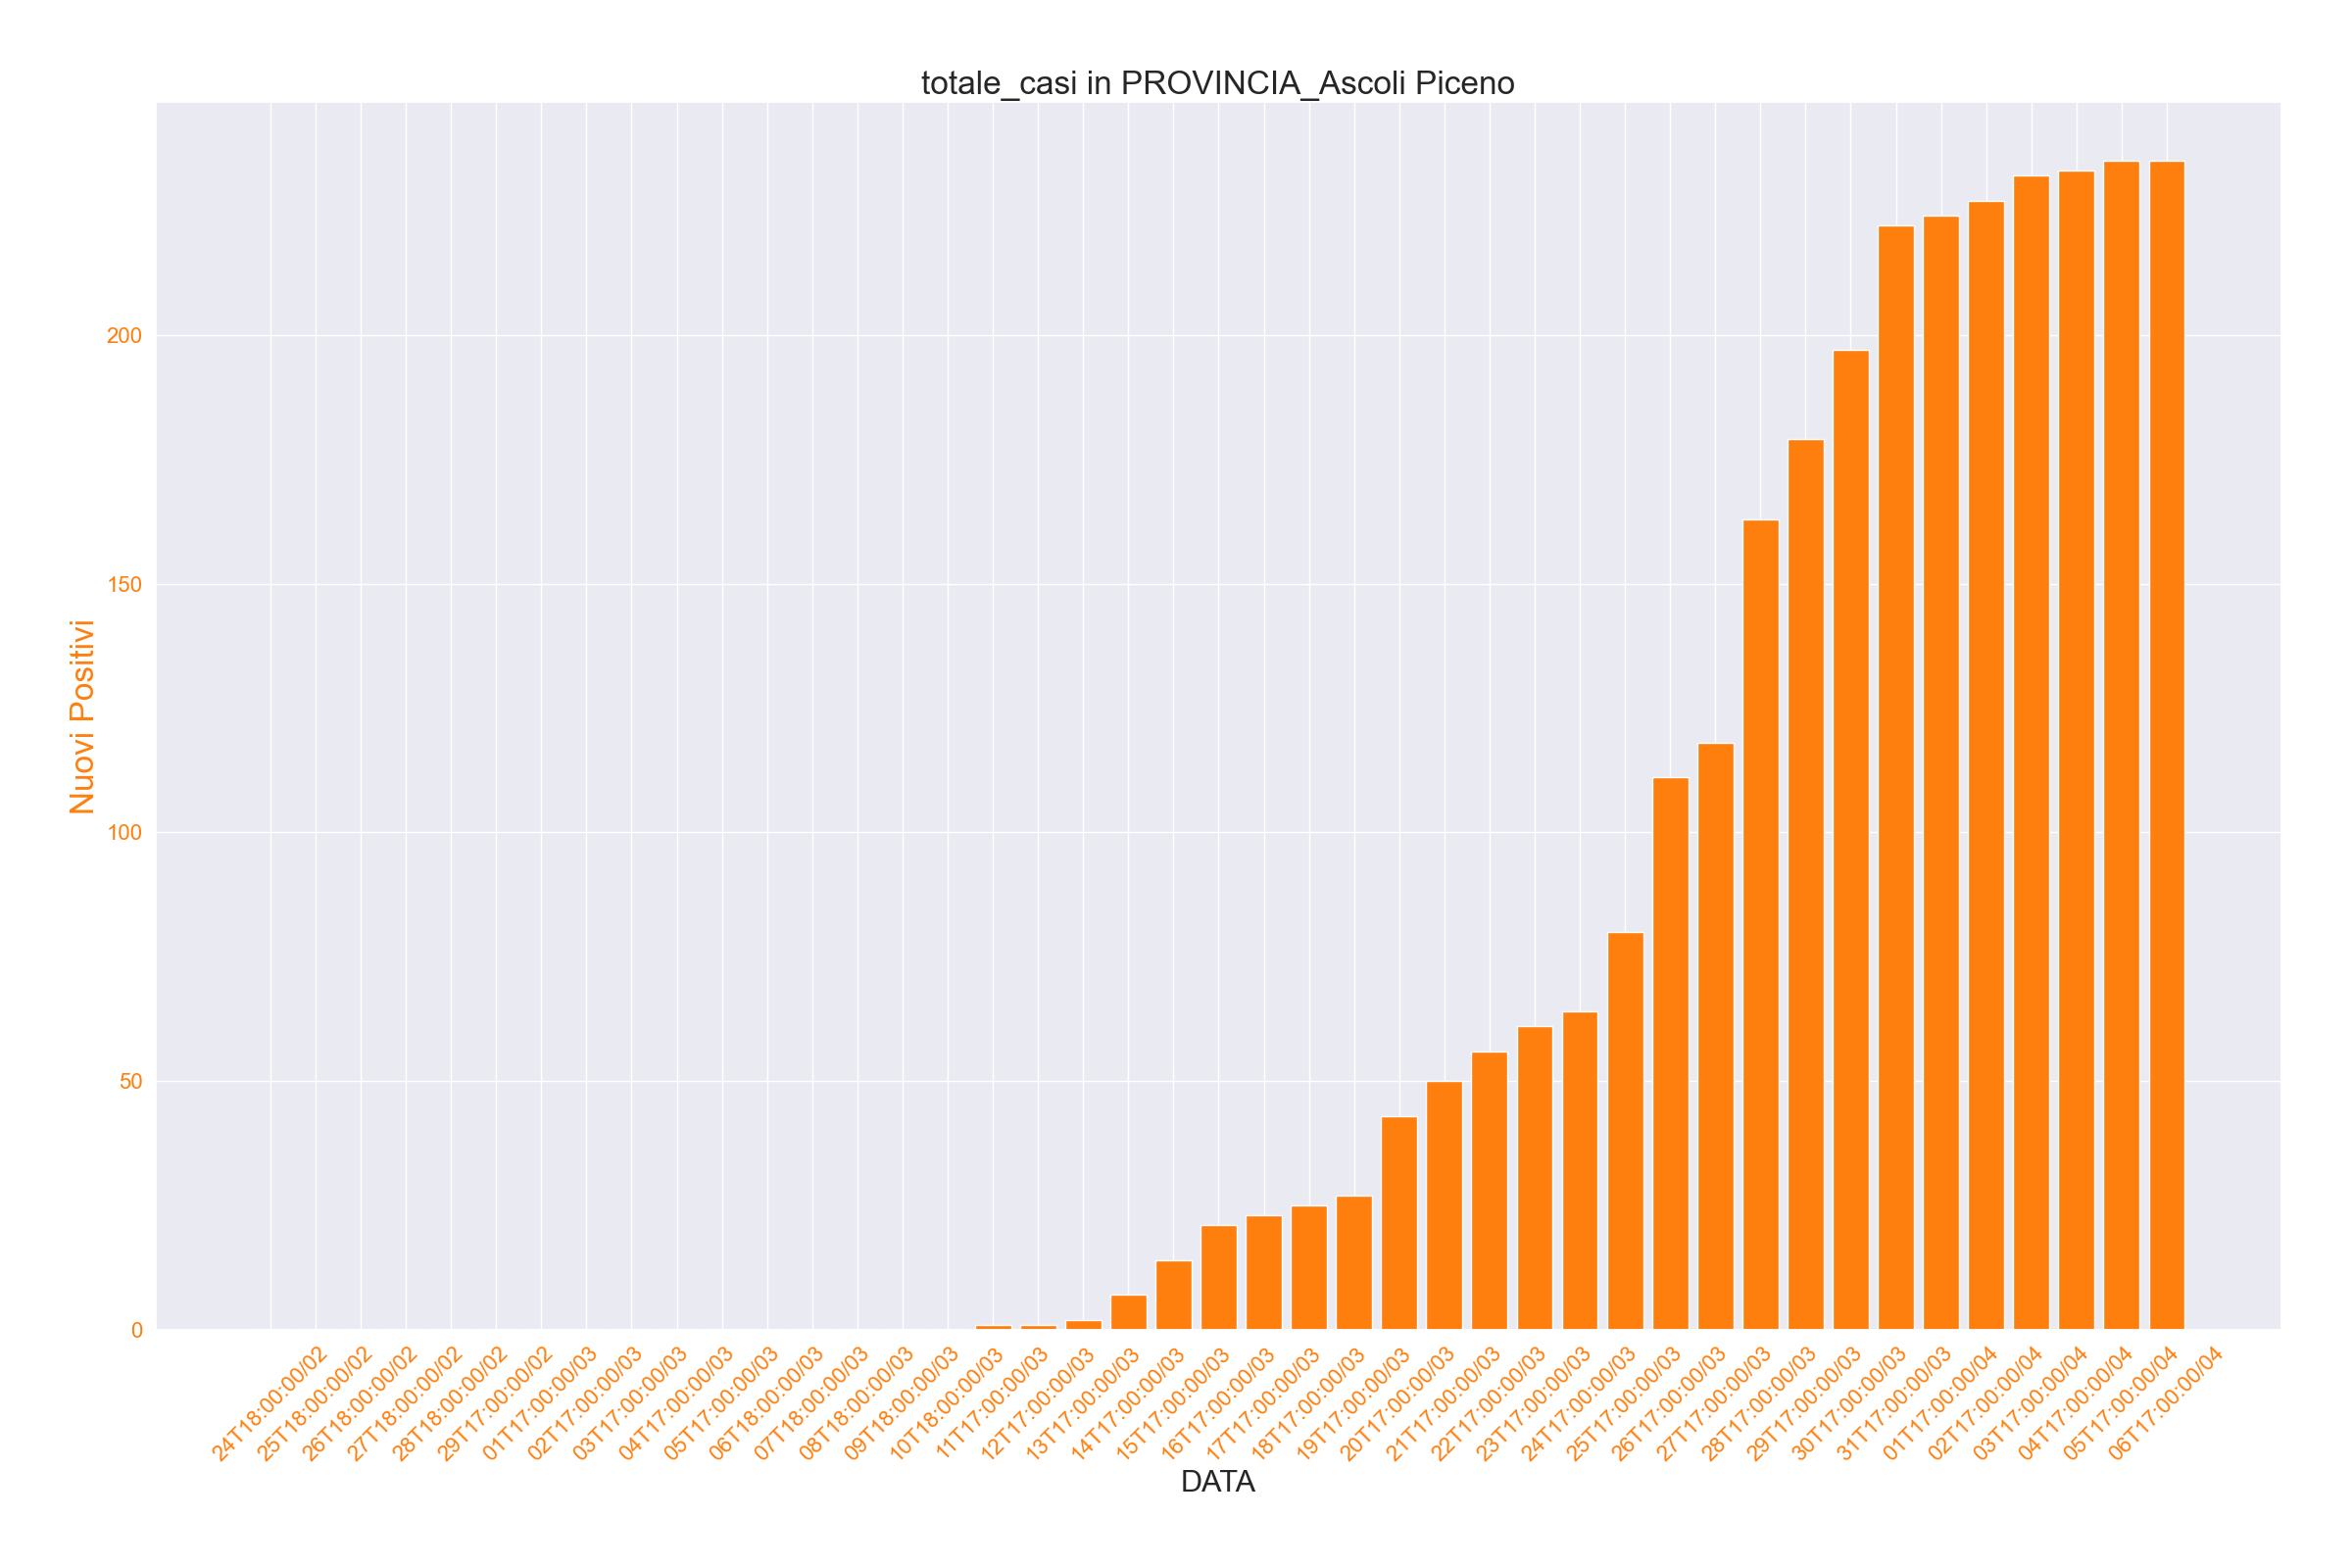 totale_casi in PROVINCIA_Ascoli Piceno
Nuovi Positivi
200
150
100
50
0
24T18:00:00/02
25T18:00:00/02
26T18:00:00/02
27T18:00:00/02
28T18:00:00/02
29T17:00:00/02
01T17:00:00/03
02T17:00:00/03
03T17:00:00/03
04T17:00:00/03
05T17:00:00/03
06T18:00:00/03
07T18:00:00/03
08T18:00:00/03
09T18:00:00/03
10T18:00:00/03
11T17:00:00/03
12T17:00:00/03
13T17:00:00/03
14T17:00:00/03
15T17:00:00/03
16T17:00:00/03
17T17:00:00/03
18T17:00:00/03
19T17:00:00/03
20T17:00:00/03
21T17:00:00/03
22T17:00:00/03
23T17:00:00/03
24T17:00:00/03
25T17:00:00/03
26T17:00:00/03
27T17:00:00/03
28T17:00:00/03
29T17:00:00/03
30T17:00:00/03
31T17:00:00/03
01T17:00:00/04
02T17:00:00/04
03T17:00:00/04
04T17:00:00/04
05T17:00:00/04
06T17:00:00/04
DATA